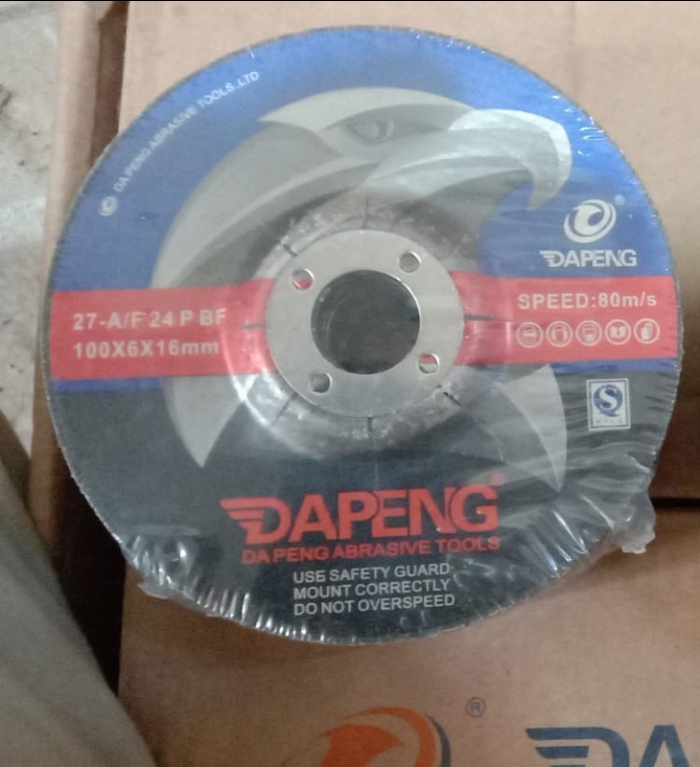 © DA PENG ABRASIVE TOOLS.,LTD
®
DAPENG
27-A/F 24 P BF
100X6X16mm
SPEED:80m/s
S
DAPENG®
DA PENG ABRASIVE TOOLS
USE SAFETY GUARD
MOUNT CORRECTLY
DO NOT OVERSPEED
®
DA